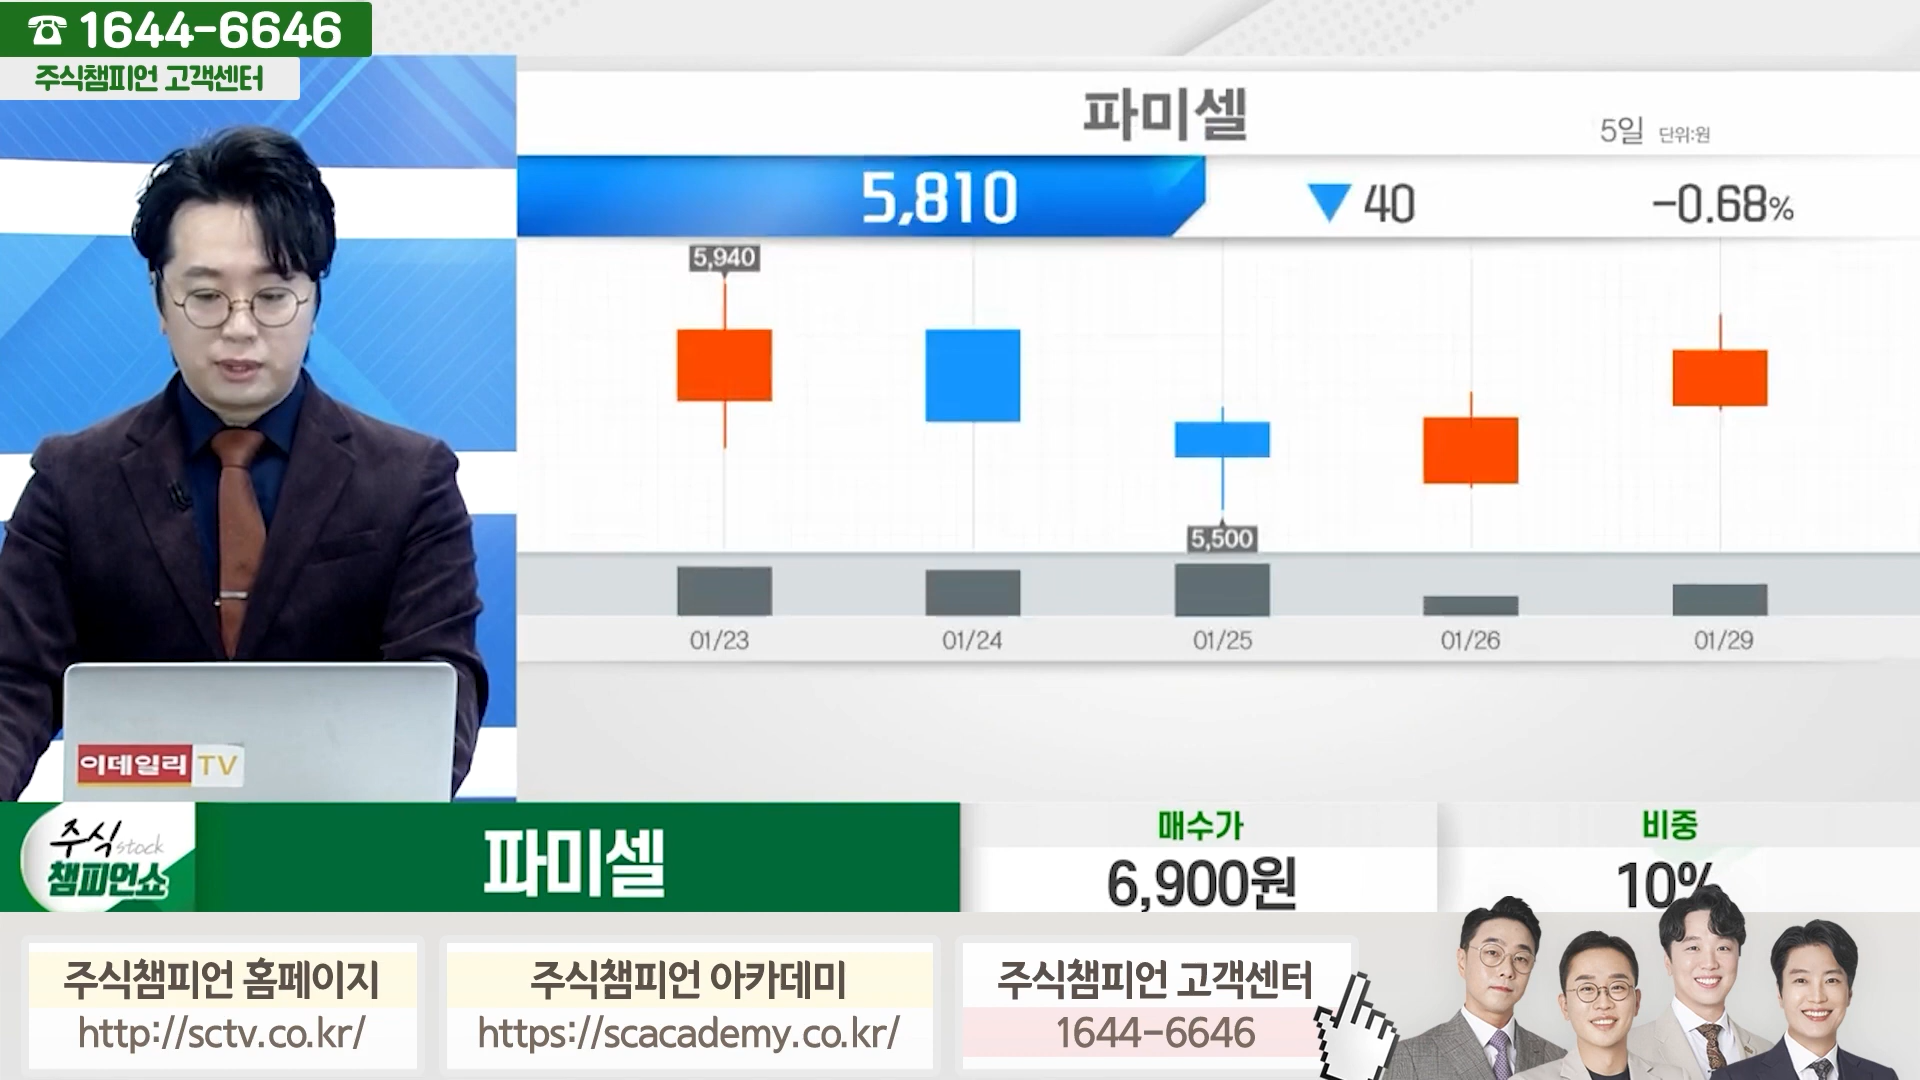 ☎ 1644-6646
주식챔피언 고객센터
파미셀
5일 단위:원
5,810 ▼ 40 -0.68%
5,940
5,500
01/23 01/24 01/25 01/26 01/29
이데일리 TV
주식 stock
챔피언쇼
파미셀
매수가
6,900원
비중
10%
주식챔피언 홈페이지
http://sctv.co.kr/
주식챔피언 아카데미
https://scacademy.co.kr/
주식챔피언 고객센터
1644-6646